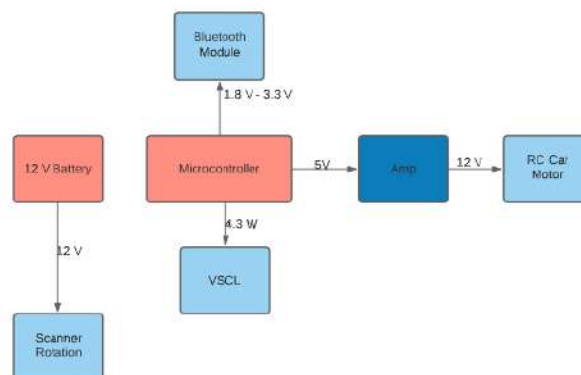 Bluetooth
Module
1.8 V - 3.3 V
12 V Battery
Microcontroller
5V
Amp
12 V
RC Car
Motor
4.3 W
12 V
VSCL
Scanner
Rotation